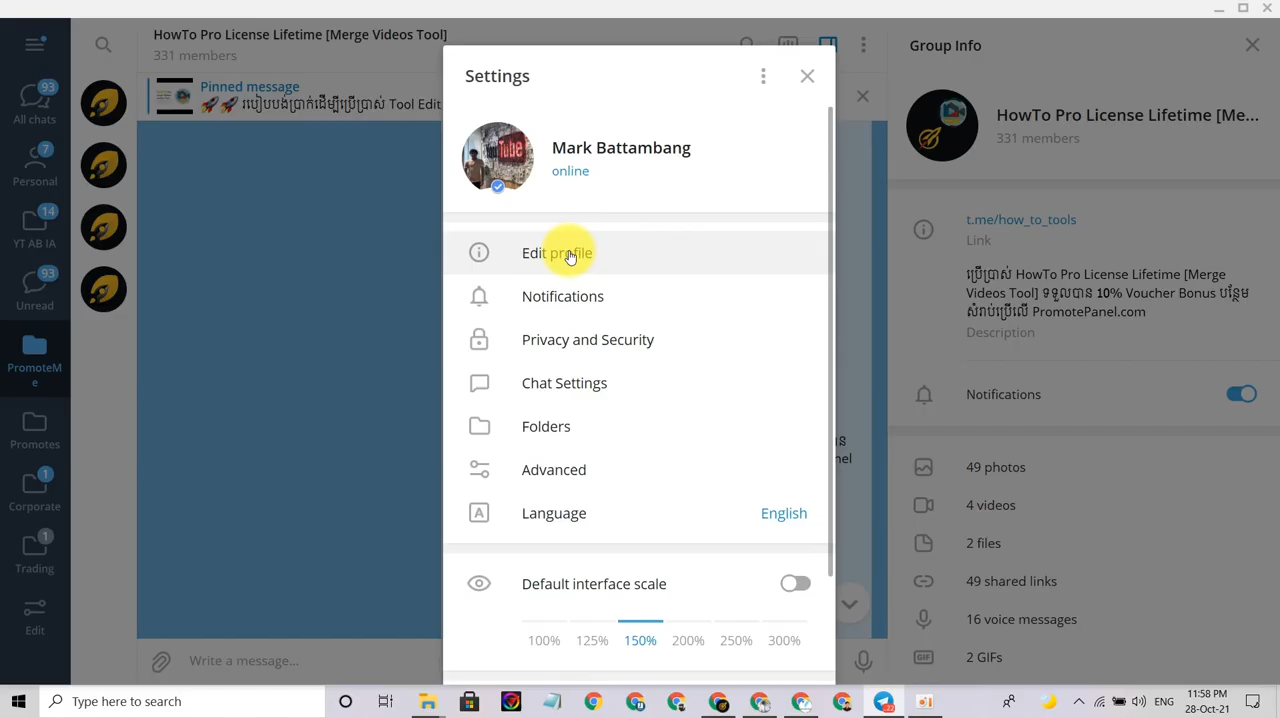 HowTo Pro License Lifetime [Merge Videos Tool]
331 members
Pinned message
របៀបបង់ប្រាក់ដើម្បីប្រើប្រាស់ Tool Edit
93
All chats
7
Personal
14
YT AB IA
93
Unread
PromoteM
e
Promotes
1
Corporate
1
Trading
Edit
Settings
Mark Battambang
online
Edit profile
Notifications
Privacy and Security
Chat Settings
Folders
Advanced
Language
English
Default interface scale
100% 125% 150% 200% 250% 300%
Write a message...
Group Info
HowTo Pro License Lifetime [Me...
331 members
t.me/how_to_tools
Link
ប្រើប្រាស់ HowTo Pro License Lifetime [Merge
Videos Tool] ទទួលបាន 10% Voucher Bonus បន្ថែម
សំរាប់ប្រើលើ PromotePanel.com
Description
Notifications
49 photos
4 videos
2 files
49 shared links
16 voice messages
GIF
2 GIFs
Type here to search
ENG
11:58 PM
28-Oct-21